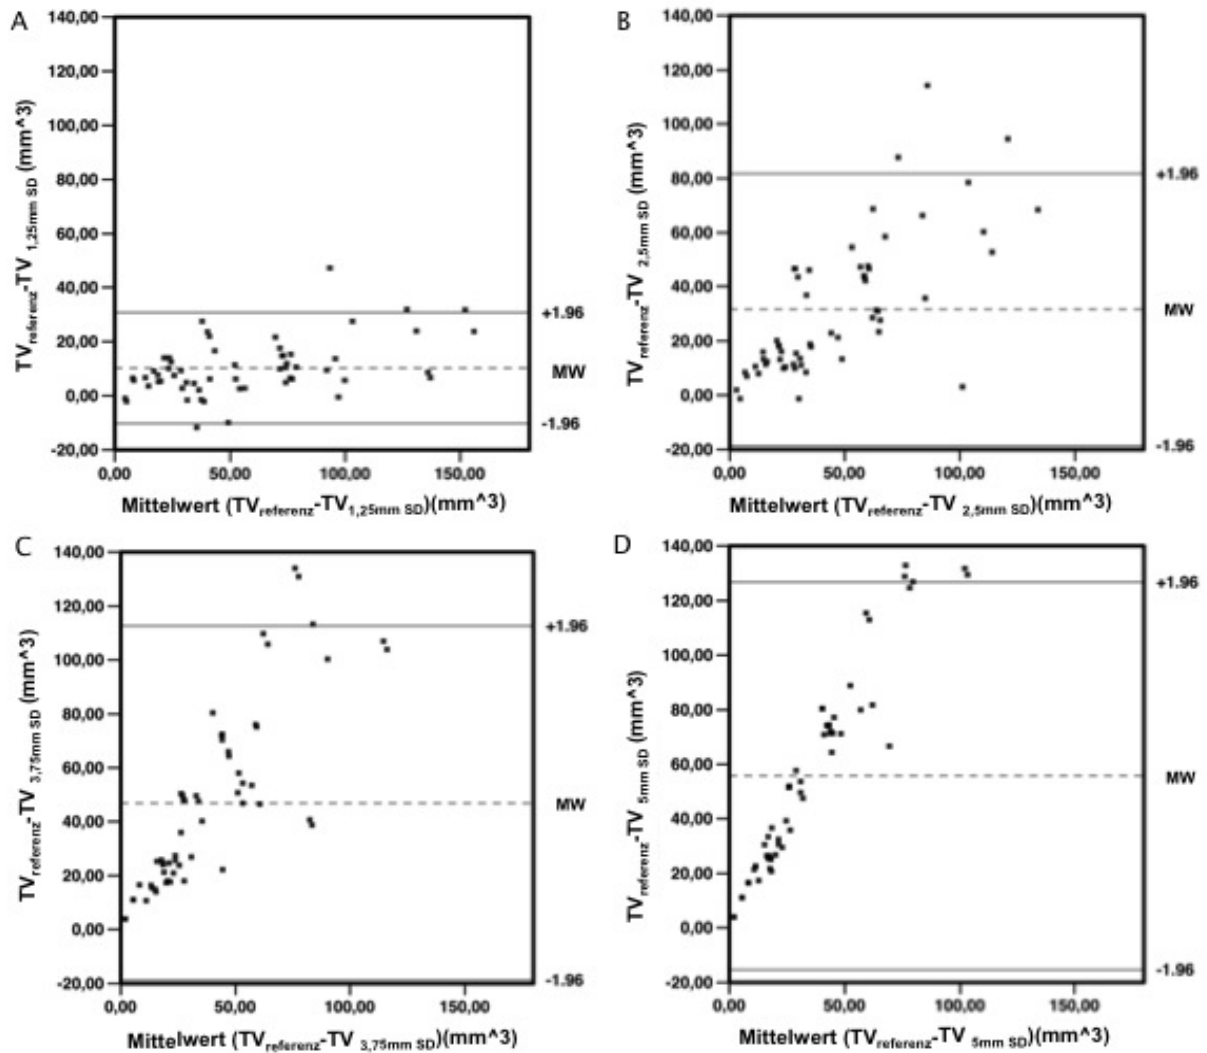 A
140,00
120,00
100,00
80,00
60,00
40,00
20,00
0,00
-20,00
TVreferenz-TV1,25mm SD (mm^3)
+1.96
MW
-1.96
0,00 50,00 100,00 150,00
Mittelwert (TVreferenz-TV1,25mm SD)(mm^3)
B
140,00
120,00
100,00
80,00
60,00
40,00
20,00
0,00
-20,00
TVreferenz-TV 2,5mm SD (mm^3)
+1.96
MW
-1.96
0,00 50,00 100,00 150,00
Mittelwert (TVreferenz-TV 2,5mm SD)(mm^3)
C
140,00
120,00
100,00
80,00
60,00
40,00
20,00
0,00
-20,00
TVreferenz-TV 3,75mm SD (mm^3)
+1.96
MW
-1.96
0,00 50,00 100,00 150,00
Mittelwert (TVreferenz-TV 3,75mm SD)(mm^3)
D
140,00
120,00
100,00
80,00
60,00
40,00
20,00
0,00
-20,00
TVreferenz-TV 5mm SD (mm^3)
+1.96
MW
-1.96
0,00 50,00 100,00 150,00
Mittelwert (TVreferenz-TV 5mm SD)(mm^3)